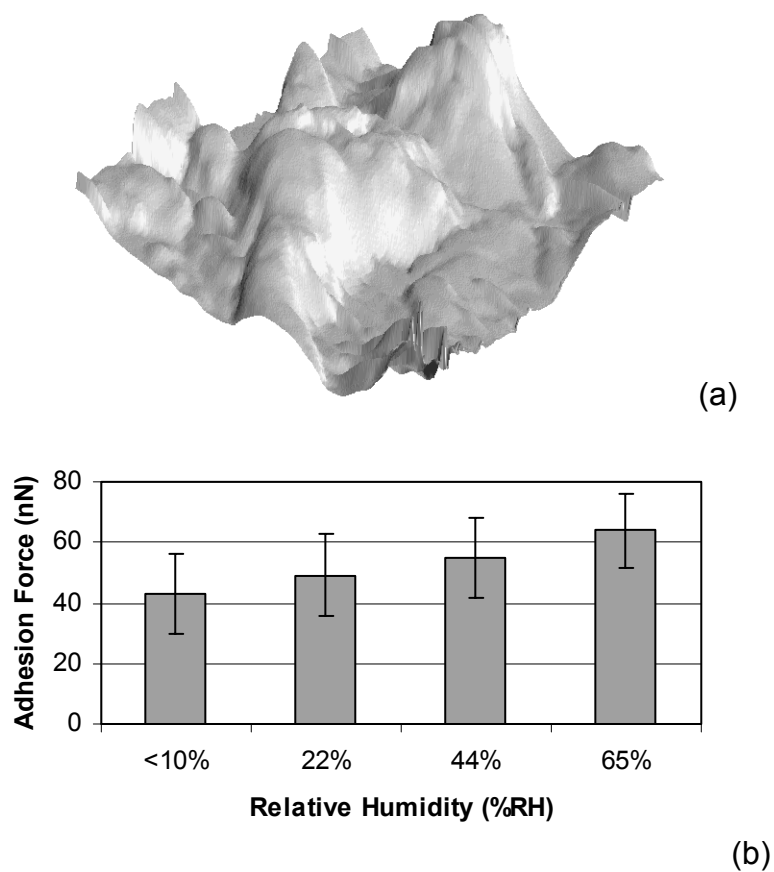 (a)
80
60
40
20
0
Adhesion Force (nN)
<10% 22% 44% 65%
Relative Humidity (%RH)
(b)